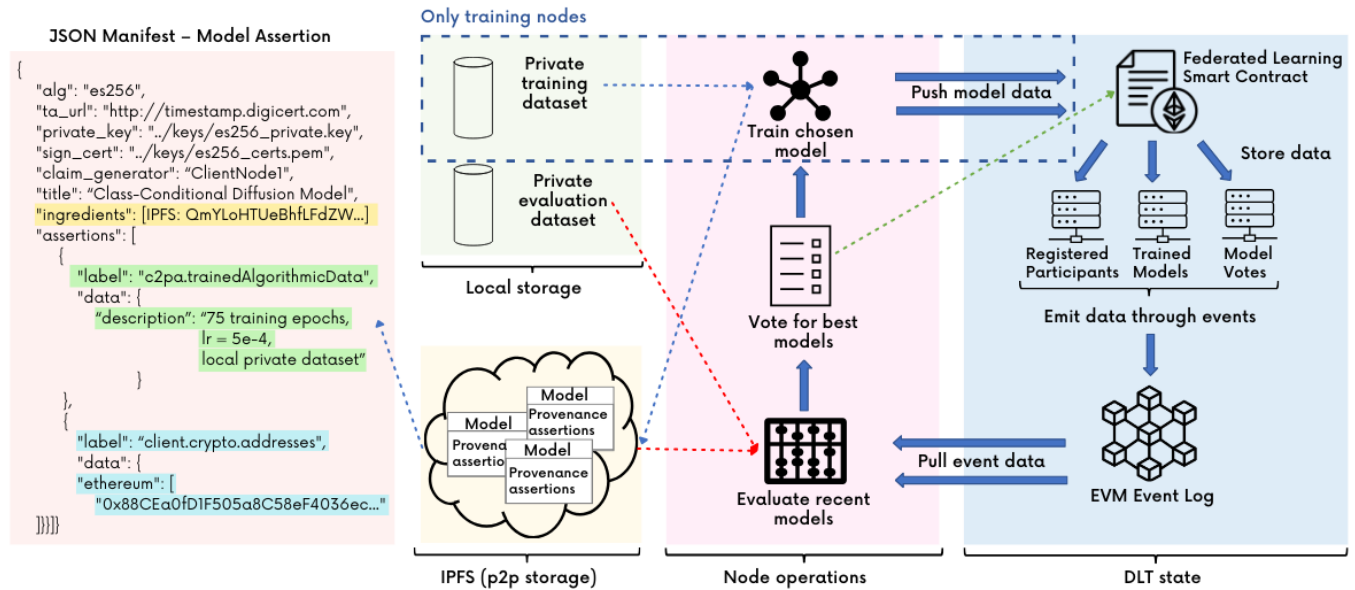 JSON Manifest – Model Assertion
{
"alg": "es256",
"ta_url": "http://timestamp.digicert.com",
"private_key": "../keys/es256_private.key",
"sign_cert": "../keys/es256_certs.pem",
"claim_generator": “ClientNode1",
"title": “Class-Conditional Diffusion Model",
"ingredients": [IPFS: QmYLoHTUeBhfLFdZW...]
"assertions": [
{
"label": "c2pa.trainedAlgorithmicData",
"data": {
“description”: “75 training epochs,
lr = 5e-4,
local private dataset”
}
},
{
"label": “client.crypto.addresses",
"data": {
"ethereum": [
"0x88CEa0fD1F505a8C58eF4036ec..."
]}}]}
Only training nodes
Private
training
dataset
Private
evaluation
dataset
Local storage
Model
Provenance
assertions
Model
Provena
assertio
Model
Provenance
assertions
IPFS (p2p storage)
Train chosen
model
Vote for best
models
Evaluate recent
models
Node operations
Push model data
Pull event data
Federated Learning
Smart Contract
Store data
Registered
Participants
Trained
Models
Model
Votes
Emit data through events
EVM Event Log
DLT state